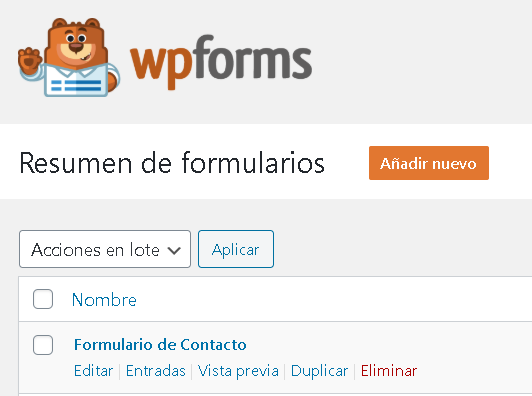 wpforms
Resumen de formularios Añadir nuevo
Acciones en lote Aplicar
Nombre
Formulario de Contacto
Editar | Entradas | Vista previa | Duplicar | Eliminar